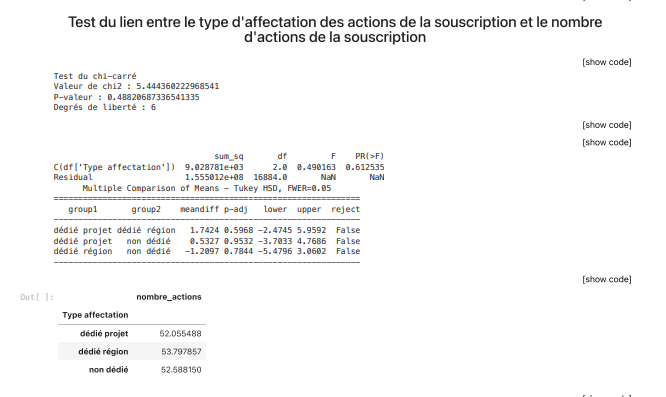 Test du lien entre le type d'affectation des actions de la souscription et le nombre
d'actions de la souscription
[show code]
Test du chi-carré
Valeur de chi2 : 5.444360222968541
P-valeur : 0.48820687336541335
Degrés de liberté : 6
[show code]
[show code]
sum_sq df F PR(>F)
C(df['Type affectation']) 9.028781e+03 2.0 0.490163 0.612535
Residual 1.555012e+08 16884.0 NaN NaN
Multiple Comparison of Means - Tukey HSD, FWER=0.05
group1 group2 meandiff p-adj lower upper reject
dédié projet dédié région 1.7424 0.5968 -2.4745 5.9592 False
dédié projet non dédié 0.5327 0.9532 -3.7033 4.7686 False
dédié région non dédié -1.2097 0.7844 -5.4796 3.0602 False
[show code]
Out[ ]:
nombre_actions
Type affectation
dédié projet 52.055488
dédié région 53.797857
non dédié 52.588150